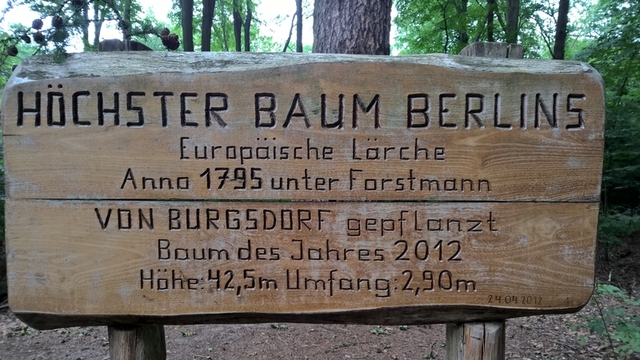 HÖCHSTER BAUM BERLINS
Europäische Lärche
Anno 1795 unter Forstmann
VON BURGSDORF gepflanzt
Baum des Jahres 2012
Höhe: 42,5m Umfang: 2,90m
24.04.2012